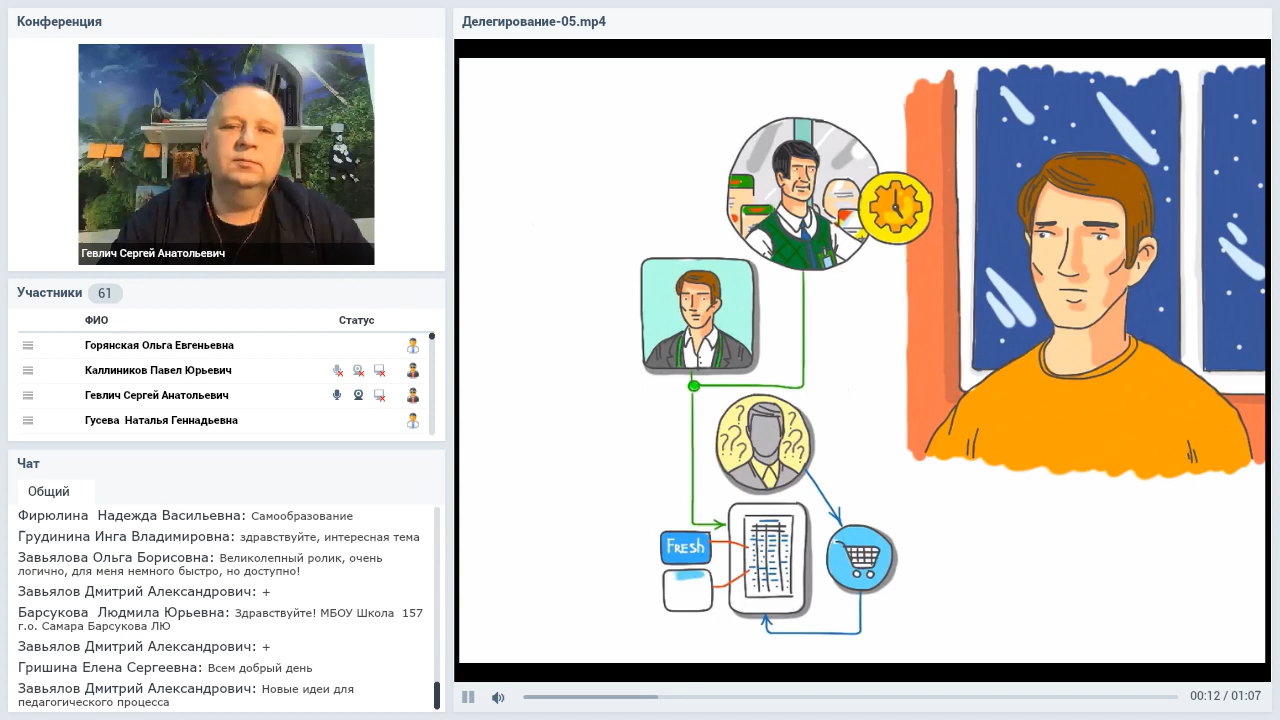 Конференция
Гевлич Сергей Анатольевич
Участники 61
ФИО Статус
Горянская Ольга Евгеньевна
Каллиников Павел Юрьевич
Гевлич Сергей Анатольевич
Гусева Наталья Геннадьевна
Чат
Общий
Фирюлина Надежда Васильевна: Самообразование
Грудинина Инга Владимировна: здравствуйте, интересная тема
Завьялова Ольга Борисовна: Великолепный ролик, очень
логично, для меня немного быстро, но доступно!
Завьялов Дмитрий Александрович: +
Барсукова Людмила Юрьевна: Здравствуйте! МБОУ Школа 157
г.о. Самара Барсукова ЛЮ
Завьялов Дмитрий Александрович: +
Гришина Елена Сергеевна: Всем добрый день
Завьялов Дмитрий Александрович: Новые идеи для
педагогического процесса
Делегирование-05.mp4
? ? ? ? ? ?
FRESH
00:12 / 01:07